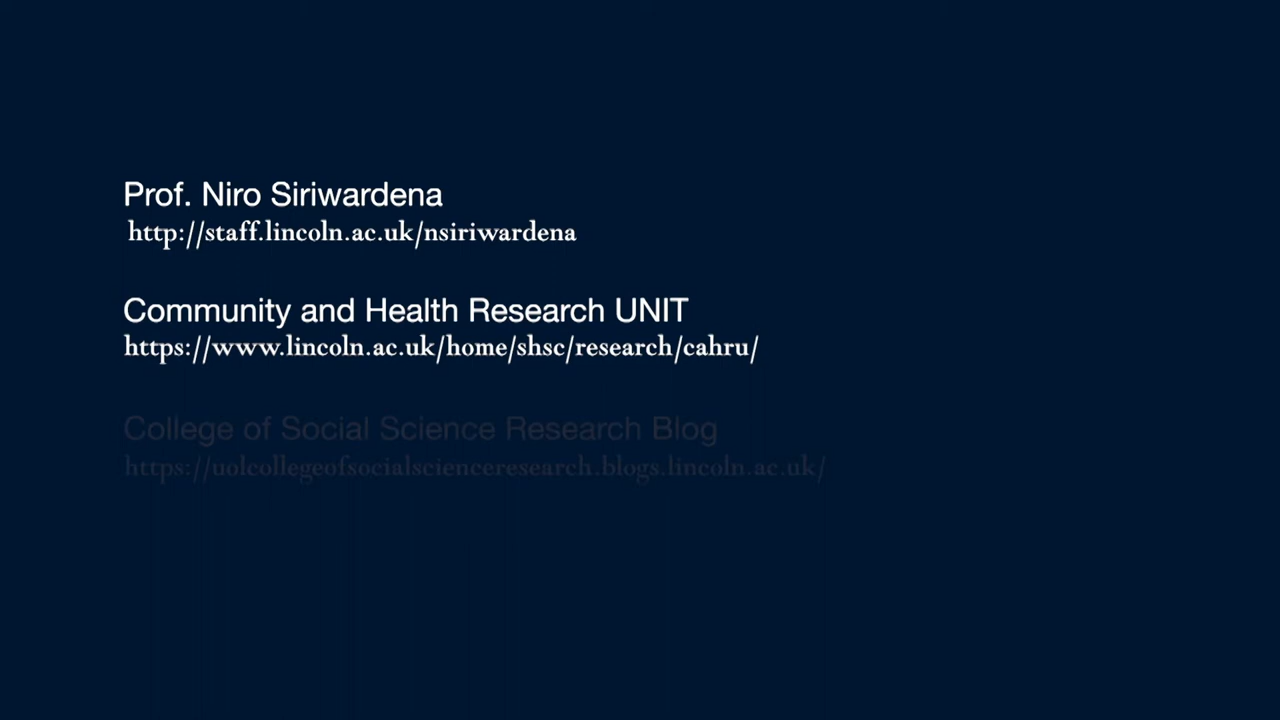 Prof. Niro Siriwardena
http://staff.lincoln.ac.uk/nsiriwardena
Community and Health Research UNIT
https://www.lincoln.ac.uk/home/shsc/research/cahru/
College of Social Science Research Blog
https://uolcollegeofsocialscienceresearch.blogs.lincoln.ac.uk/